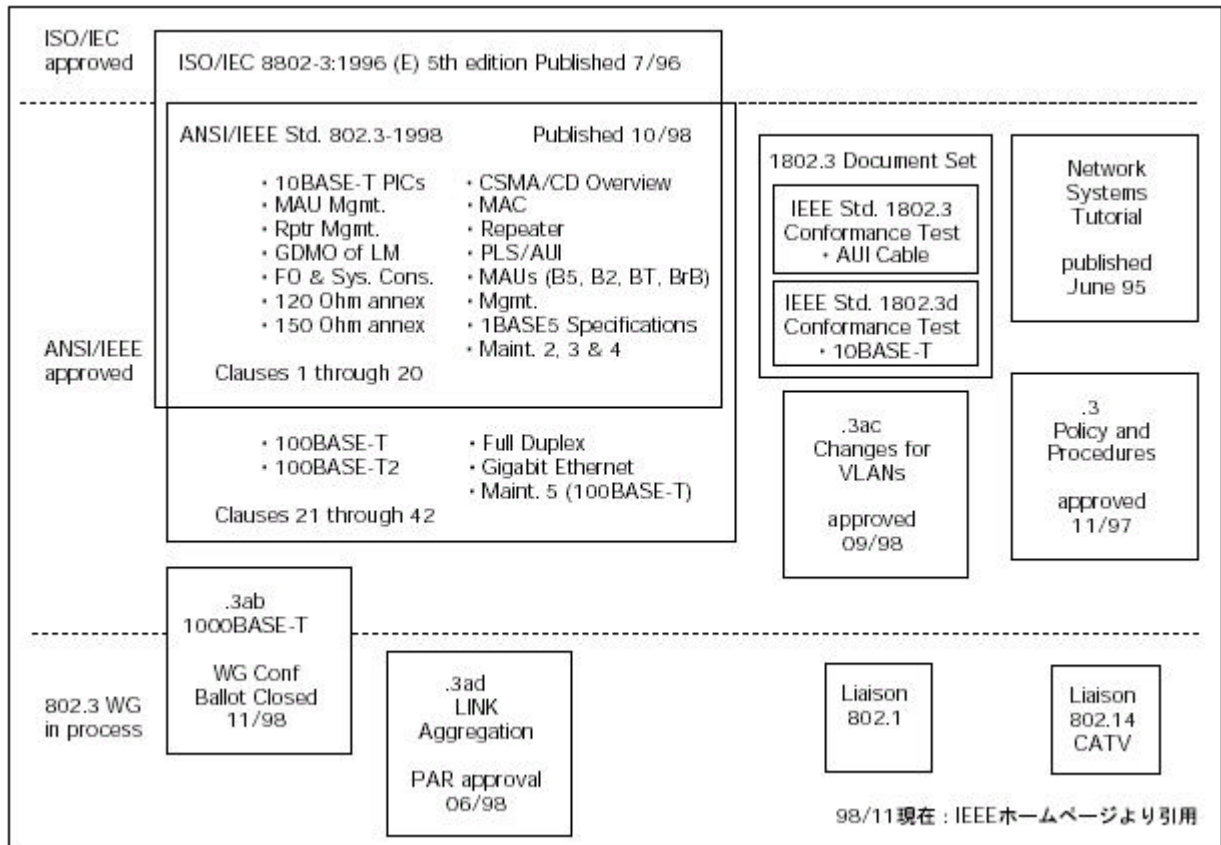 ISO/IEC
approved
ISO/IEC 8802-3:1996 (E) 5th edition Published 7/96
ANSI/IEEE
approved
ANSI/IEEE Std. 802.3-1998 Published 10/98
・10BASE-T PICs
・MAU Mgmt.
・Rptr Mgmt.
・GDMO of LM
・FO & Sys. Cons.
・120 Ohm annex
・150 Ohm annex
・CSMA/CD Overview
・MAC
・Repeater
・PLS/AUI
・MAUs (B5, B2, BT, BrB)
・Mgmt.
・1BASE5 Specifications
・Maint. 2, 3 & 4
Clauses 1 through 20
・100BASE-T
・100BASE-T2
・Full Duplex
・Gigabit Ethernet
・Maint. 5 (100BASE-T)
Clauses 21 through 42
1802.3 Document Set
IEEE Std. 1802.3
Conformance Test
・AUI Cable
IEEE Std. 1802.3d
Conformance Test
・10BASE-T
Network
Systems
Tutorial
published
June 95
.3ac
Changes for
VLANs
approved
09/98
.3
Policy and
Procedures
approved
11/97
802.3 WG
in process
.3ab
1000BASE-T
WG Conf
Ballot Closed
11/98
.3ad
LINK
Aggregation
PAR approval
06/98
Liaison
802.1
Liaison
802.14
CATV
98/11現在：IEEEホームページより引用